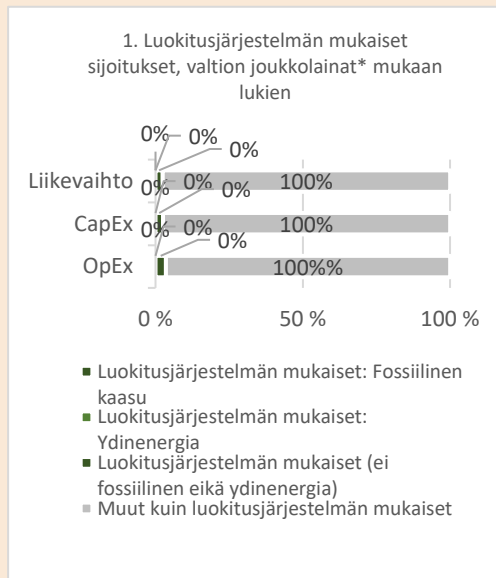 1. Luokitusjärjestelmän mukaiset
sijoitukset, valtion joukkolainat* mukaan
lukien
0% 0%
0%
Liikevaihto 0% 0% 0% 100%
CapEx 0% 0% 100%
0%
OpEx 100%%
0 % 50 % 100 %
Luokitusjärjestelmän mukaiset: Fossiilinen
kaasu
Luokitusjärjestelmän mukaiset:
Ydinenergia
Luokitusjärjestelmän mukaiset (ei
fossiilinen eikä ydinenergia)
Muut kuin luokitusjärjestelmän mukaiset